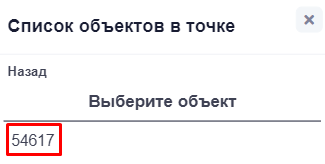 Список объектов в точке
Назад
Выберите объект
54617